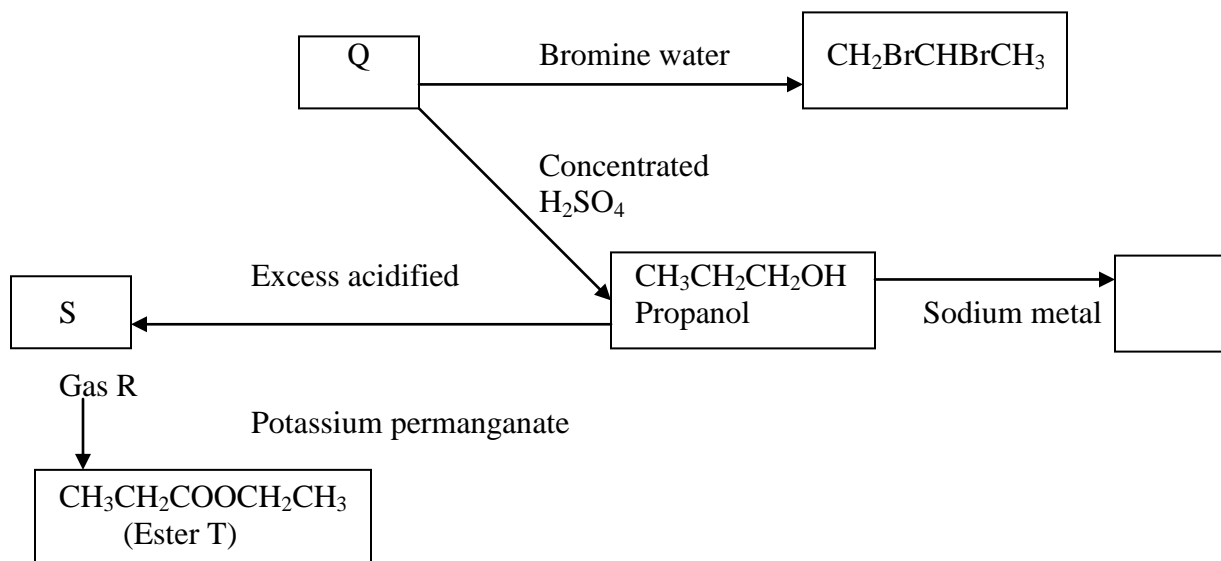 Q
Bromine water
CH₂BrCHBrCH₃
Concentrated
H₂SO₄
Excess acidified
CH₃CH₂CH₂OH
Propanol
Sodium metal
S
Gas R
Potassium permanganate
CH₃CH₂COOCH₂CH₃
(Ester T)